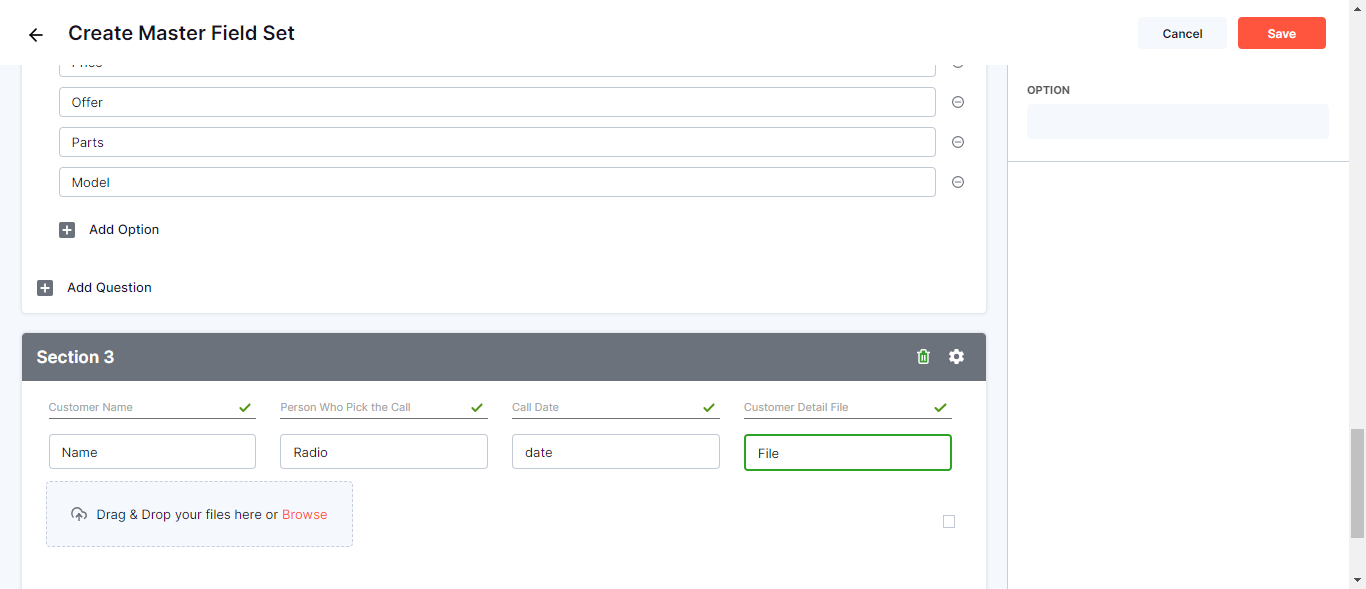 Create Master Field Set
Cancel
Save
OPTION
Offer
Parts
Model
Add Option
Add Question
Section 3
Customer Name
Person Who Pick the Call
Call Date
Customer Detail File
Name
Radio
date
File
Drag & Drop your files here or Browse